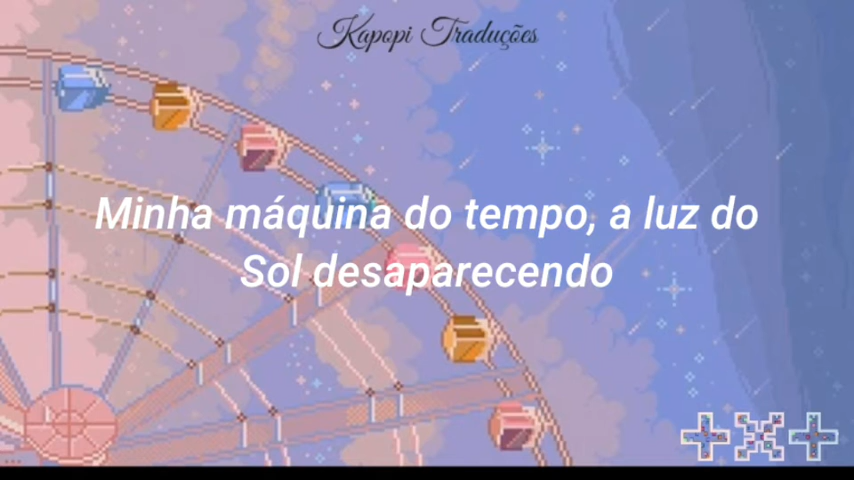 Kapopi Traduções
Minha máquina do tempo, a luz do
Sol desaparecendo
+×+